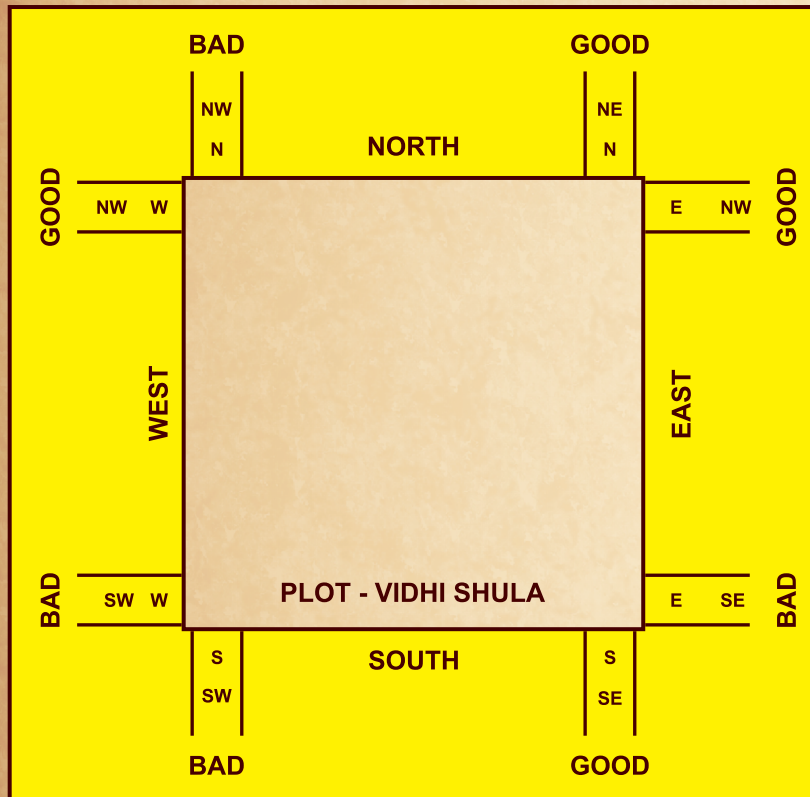 BAD
GOOD
NW
N
NORTH
NE
N
GOOD
NW W
E NW
GOOD
WEST
EAST
BAD
SW W
PLOT - VIDHI SHULA
E SE
BAD
S
SW
SOUTH
S
SE
BAD
GOOD